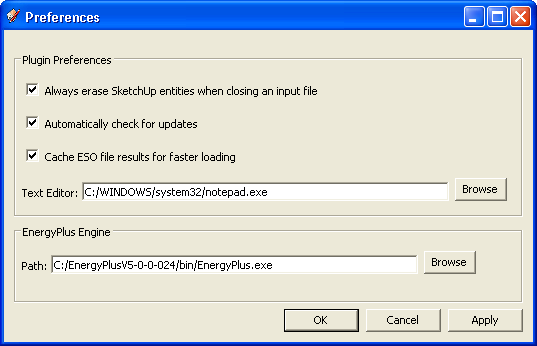 Preferences
Plugin Preferences
Always erase SketchUp entities when closing an input file
Automatically check for updates
Cache ESO file results for faster loading
Text Editor: C:/WINDOWS/system32/notepad.exe Browse
EnergyPlus Engine
Path: C:/EnergyPlusV5-0-0-024/bin/EnergyPlus.exe Browse
OK Cancel Apply